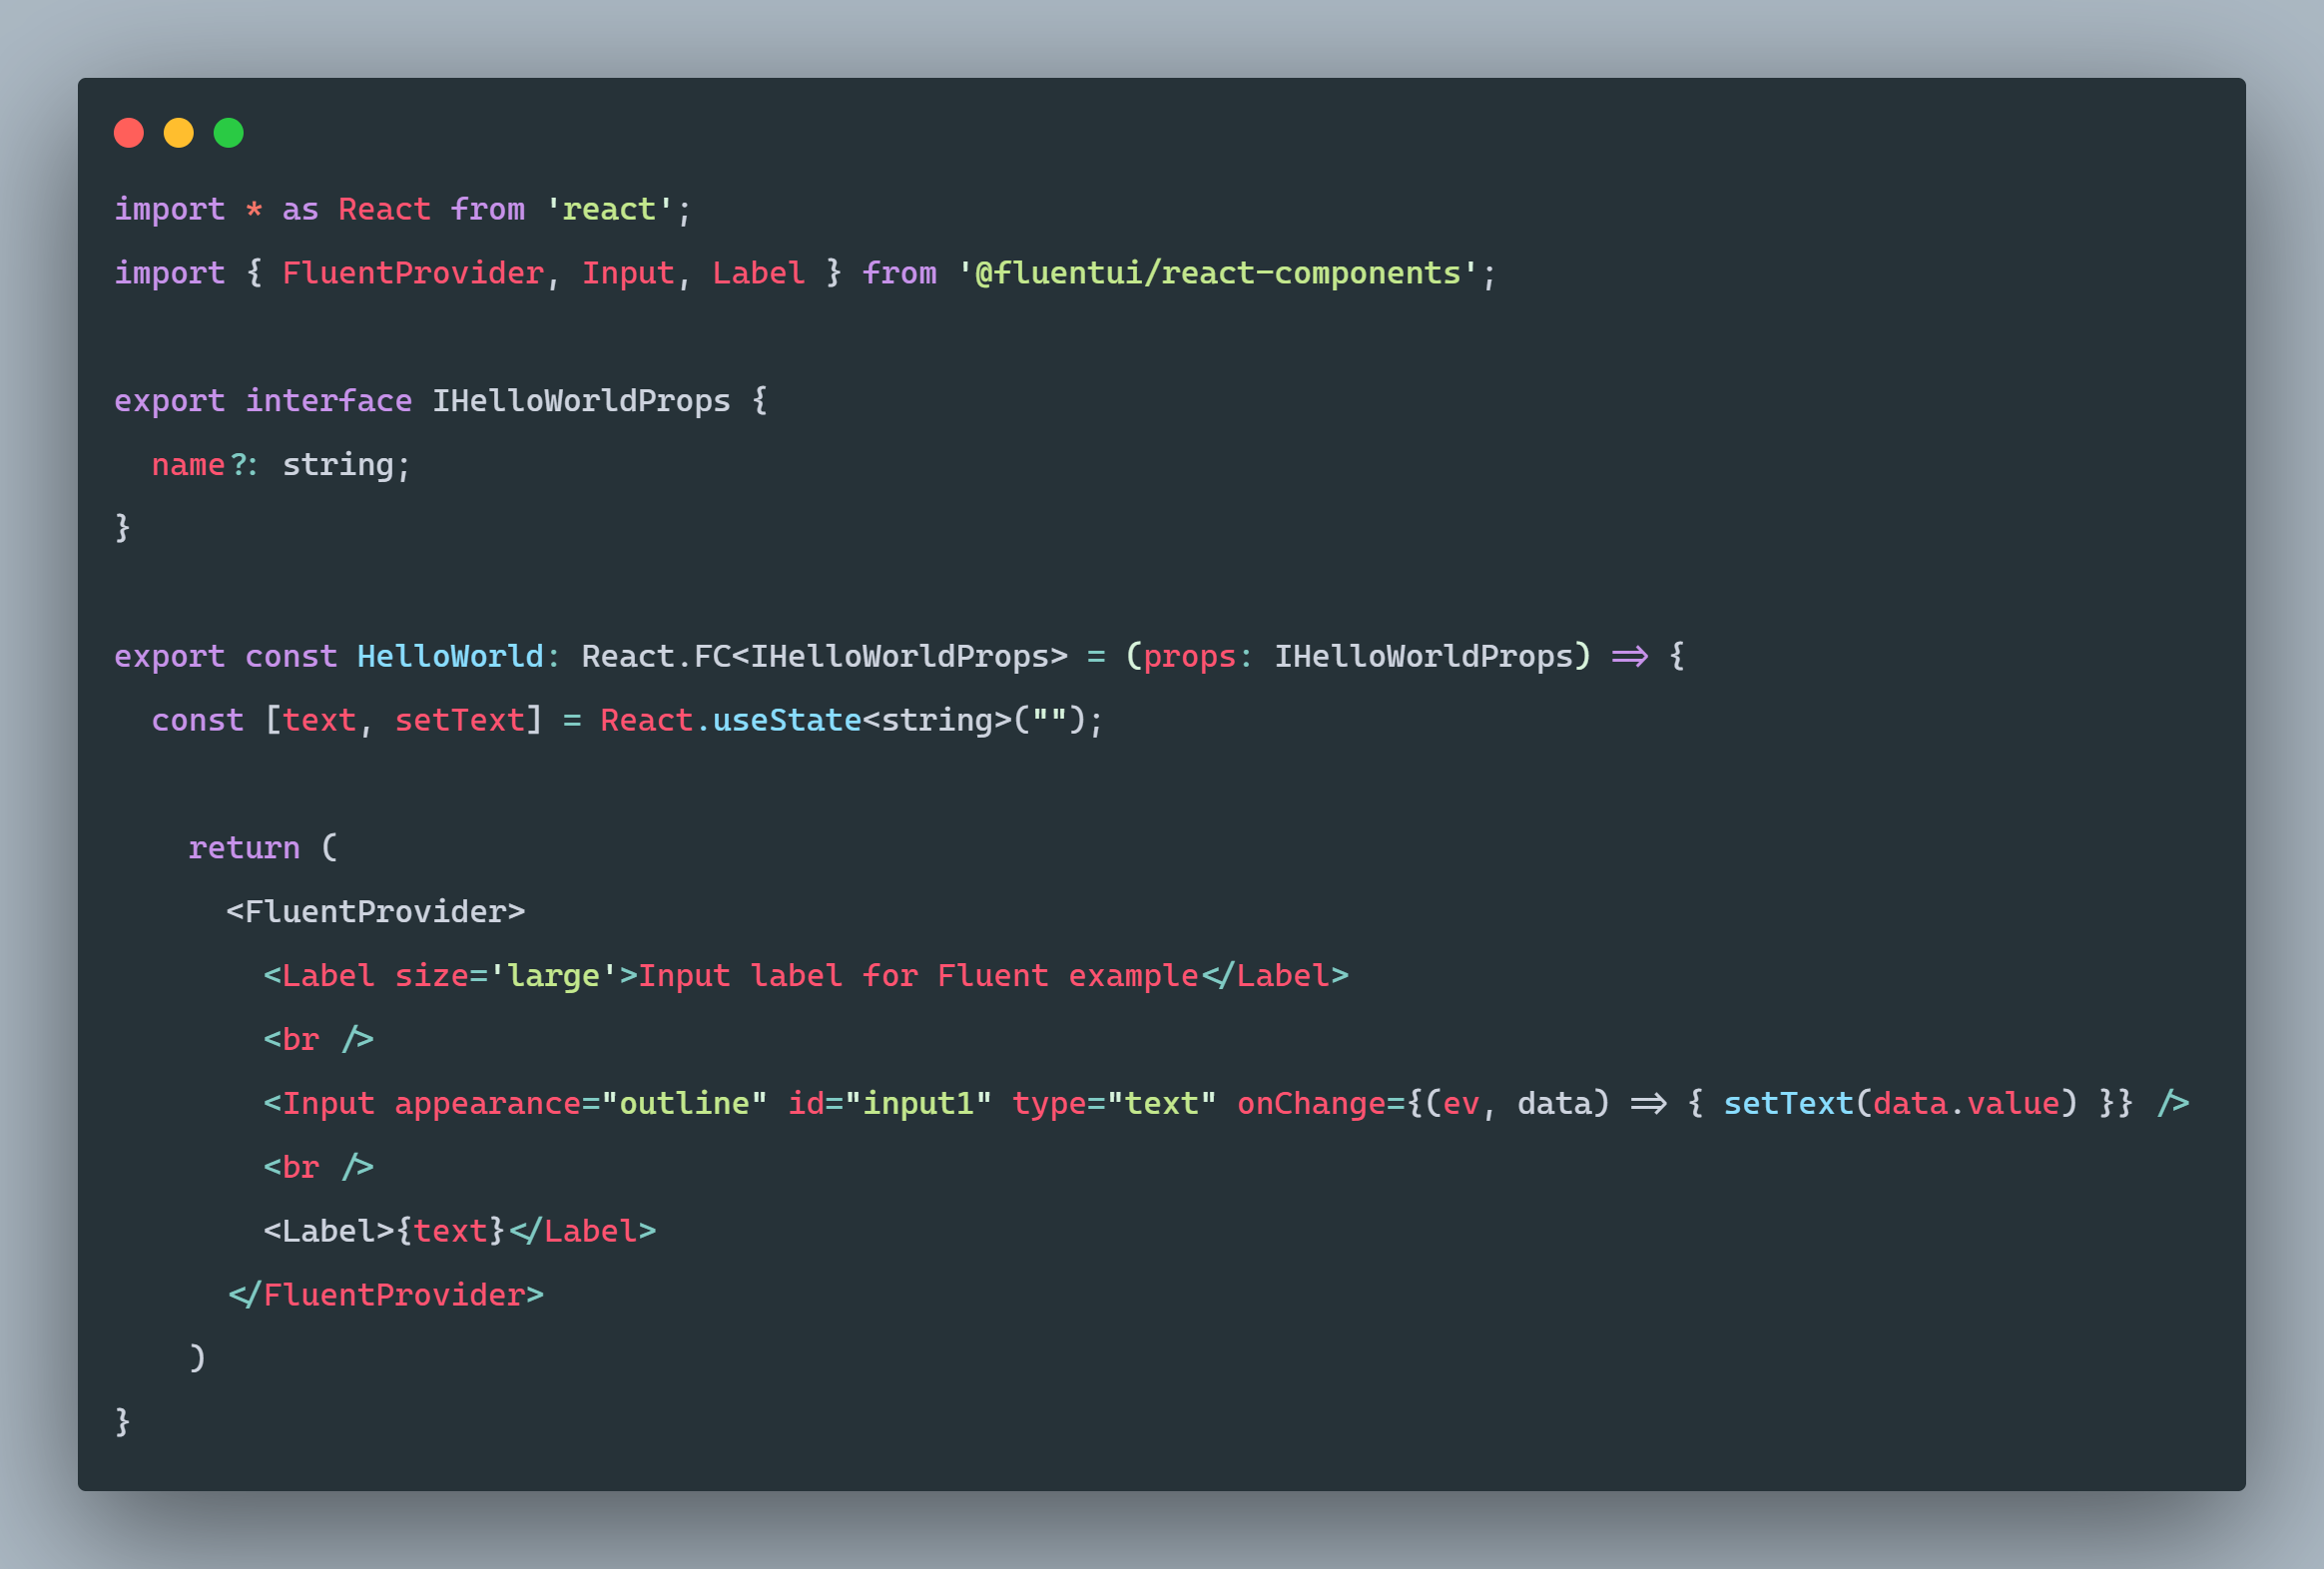 import * as React from 'react';
import { FluentProvider, Input, Label } from '@fluentui/react-components';
export interface IHelloWorldProps {
  name?: string;
}
export const HelloWorld: React.FC<IHelloWorldProps> = (props: IHelloWorldProps) => {
  const [text, setText] = React.useState<string>("");
    return (
      <FluentProvider>
        <Label size='large'>Input label for Fluent example</Label>
        <br />
        <Input appearance="outline" id="input1" type="text" onChange={(ev, data) => { setText(data.value) }} />
        <br />
        <Label>{text}</Label>
      </FluentProvider>
    )
}